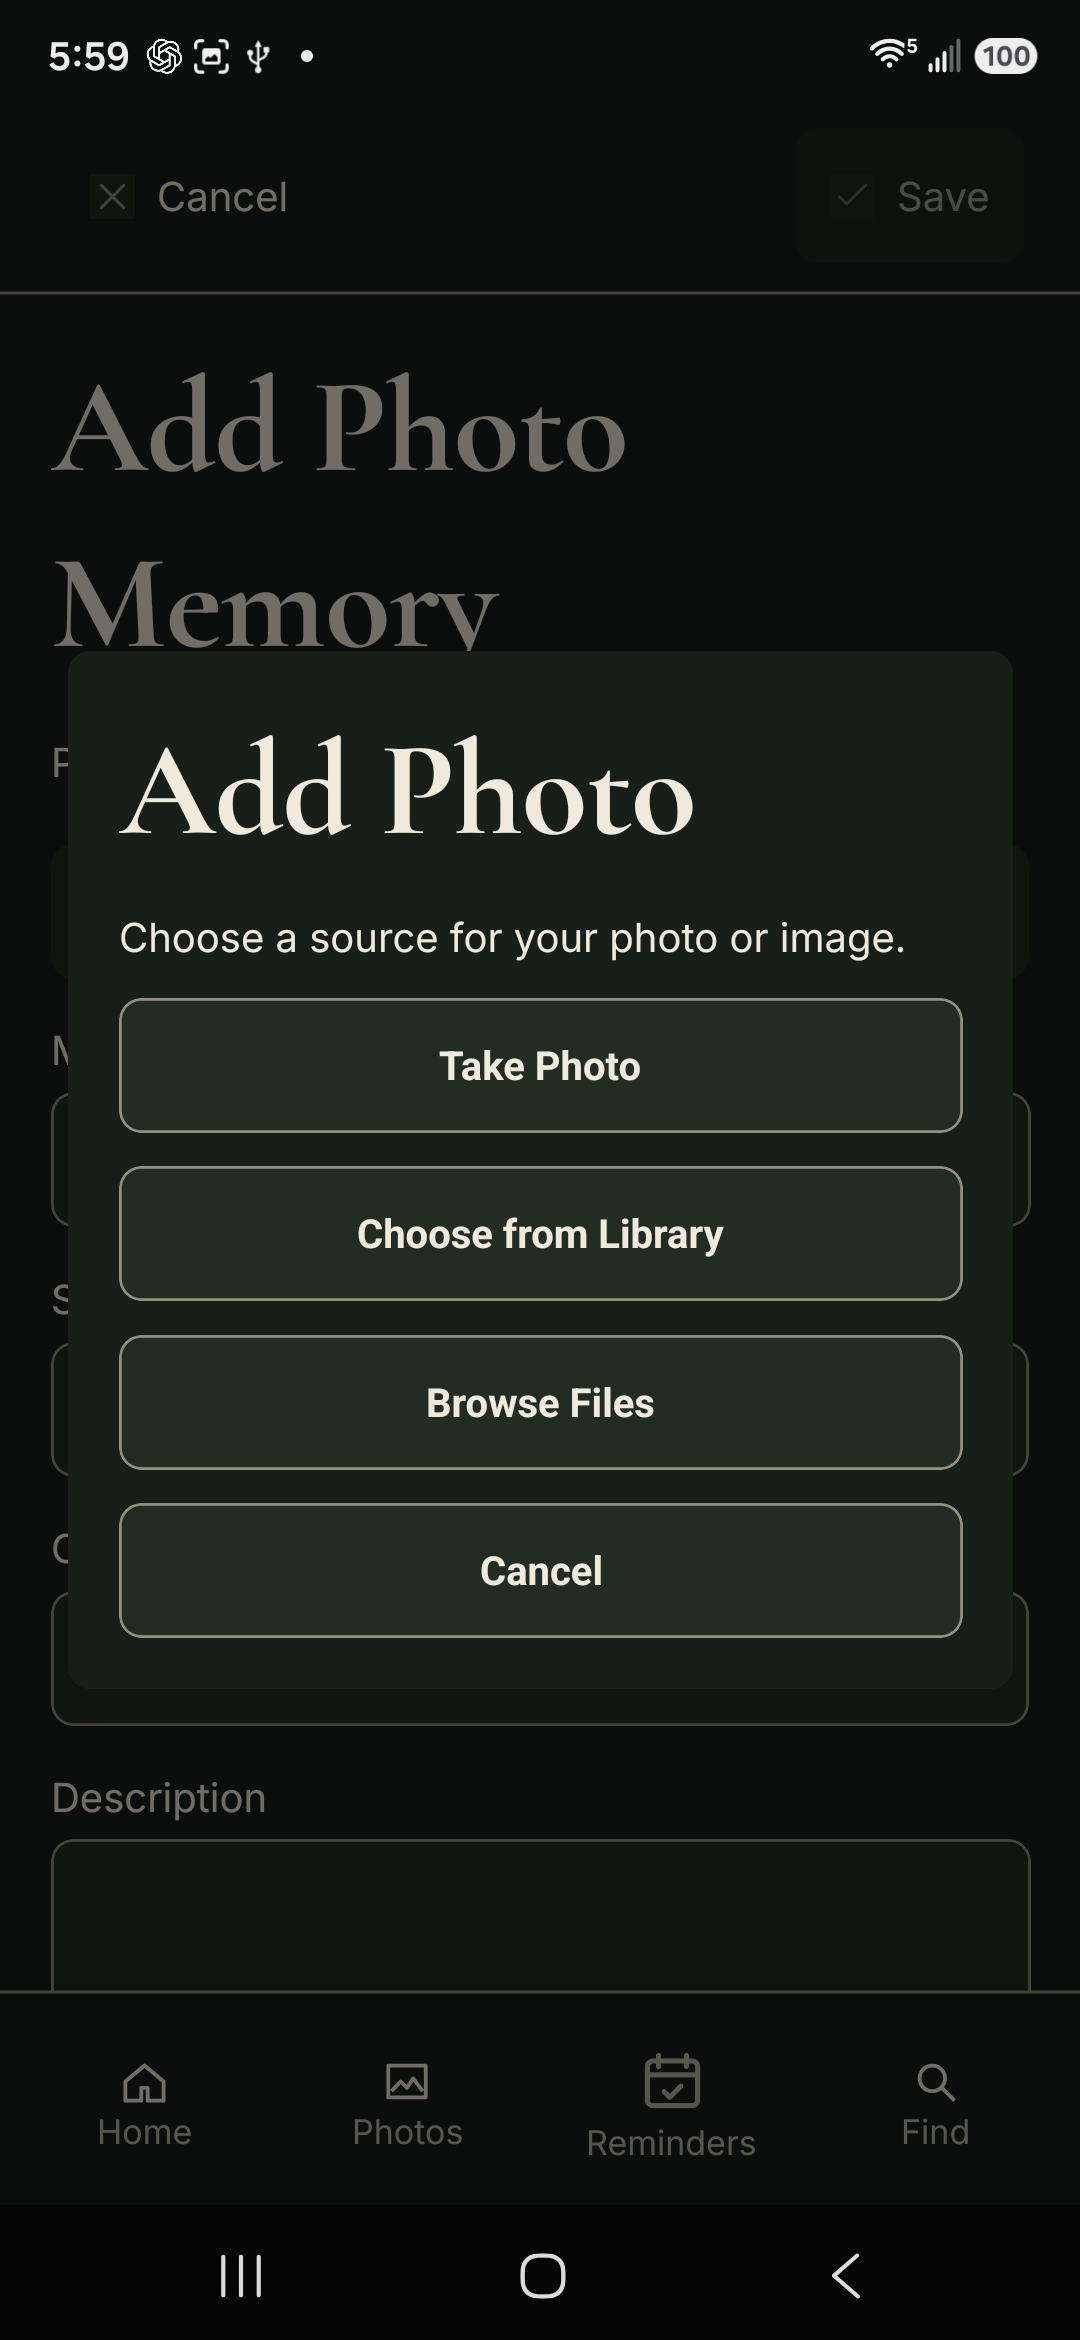 5:59
5
100
Cancel
Save
Add Photo
Memory
Add Photo
Choose a source for your photo or image.
Take Photo
Choose from Library
Browse Files
Cancel
Description
Home
Photos
Reminders
Find